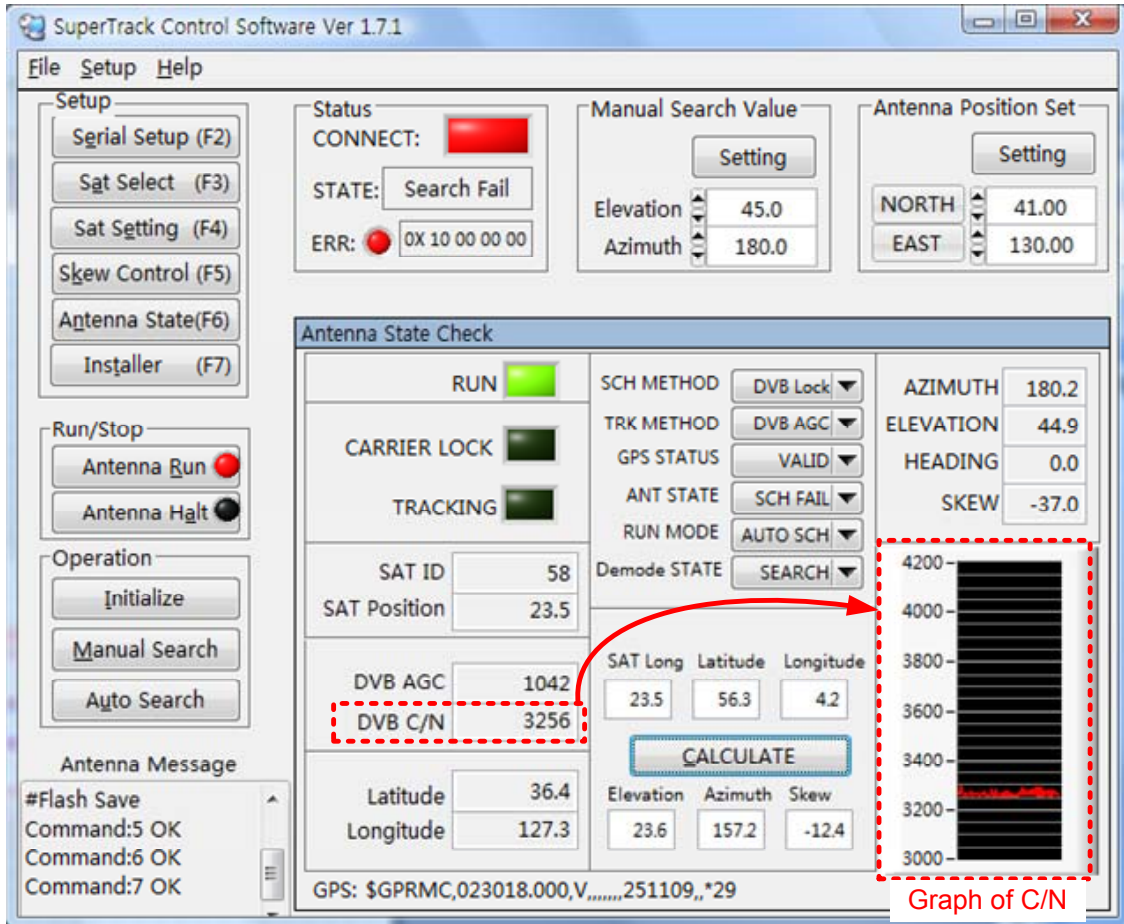 SuperTrack Control Software Ver 1.7.1
File Setup Help
Setup
Serial Setup (F2)
Sat Select (F3)
Sat Setting (F4)
Skew Control (F5)
Antenna State(F6)
Installer (F7)
Run/Stop
Antenna Run
Antenna Halt
Operation
Initialize
Manual Search
Auto Search
Antenna Message
#Flash Save
Command:5 OK
Command:6 OK
Command:7 OK
Status
CONNECT:
STATE: Search Fail
ERR: 0X 10 00 00 00
Manual Search Value
Setting
Elevation 45.0
Azimuth 180.0
Antenna Position Set
Setting
NORTH 41.00
EAST 130.00
Antenna State Check
RUN
CARRIER LOCK
TRACKING
SAT ID 58
SAT Position 23.5
DVB AGC 1042
DVB C/N 3256
Latitude 36.4
Longitude 127.3
SCH METHOD DVB Lock
TRK METHOD DVB AGC
GPS STATUS VALID
ANT STATE SCH FAIL
RUN MODE AUTO SCH
Demode STATE SEARCH
SAT Long Latitude Longitude
23.5 56.3 4.2
CALCULATE
Elevation Azimuth Skew
23.6 157.2 -12.4
AZIMUTH 180.2
ELEVATION 44.9
HEADING 0.0
SKEW -37.0
4200
4000
3800
3600
3400
3200
3000
Graph of C/N
GPS: $GPRMC,023018.000,V,,,,,,,251109,,*29